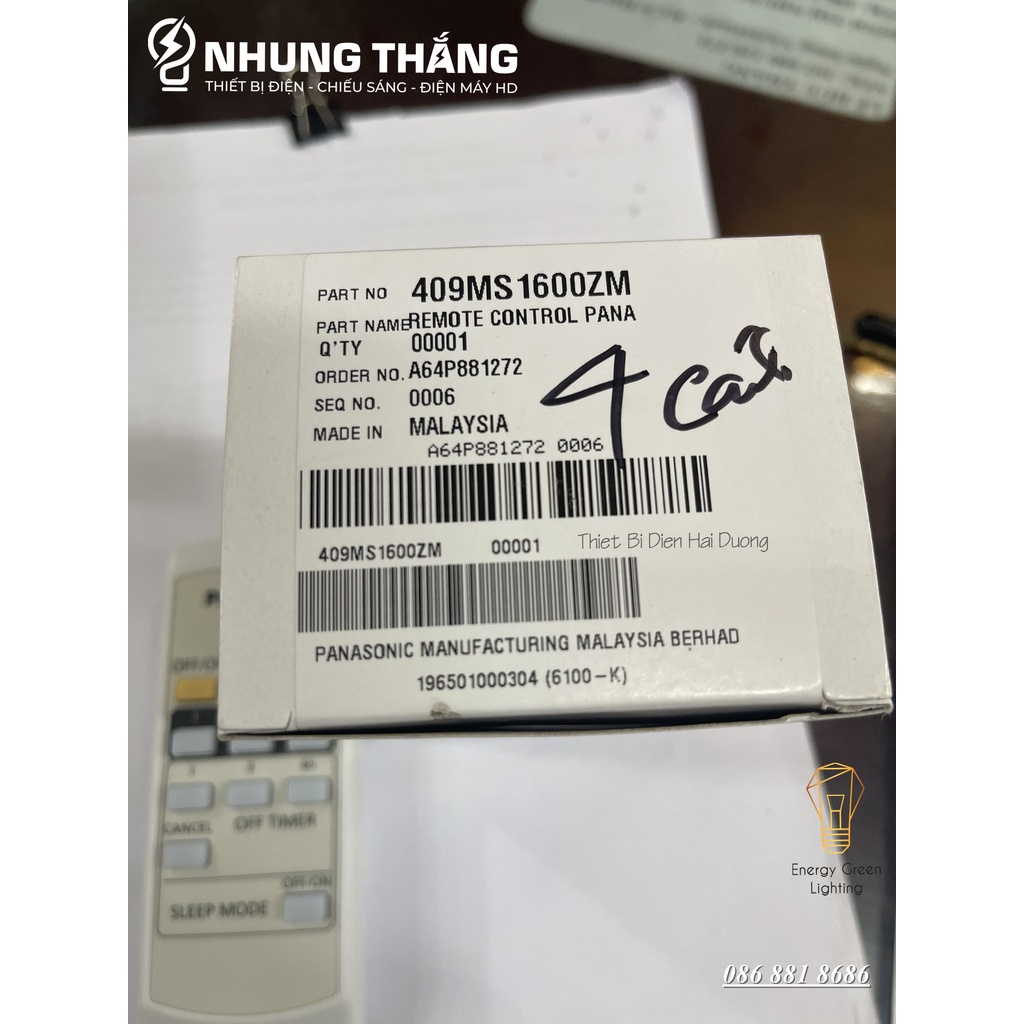 NHUNG THẮNG
THIẾT BỊ ĐIỆN - CHIẾU SÁNG - ĐIỆN MÁY HD
PART NO 409MS1600ZM
PART NAME REMOTE CONTROL PANA
Q'TY 00001
ORDER NO. A64P881272
SEQ NO. 0006
MADE IN MALAYSIA
4 cái
A64P881272 0006
409MS1600ZM 00001
Thiet Bi Dien Hai Duong
PANASONIC MANUFACTURING MALAYSIA BERHAD
196501000304 (6100-K)
OFF TIMER
CANCEL
OFF/ON
SLEEP MODE
Energy Green
Lighting
086 881 8686